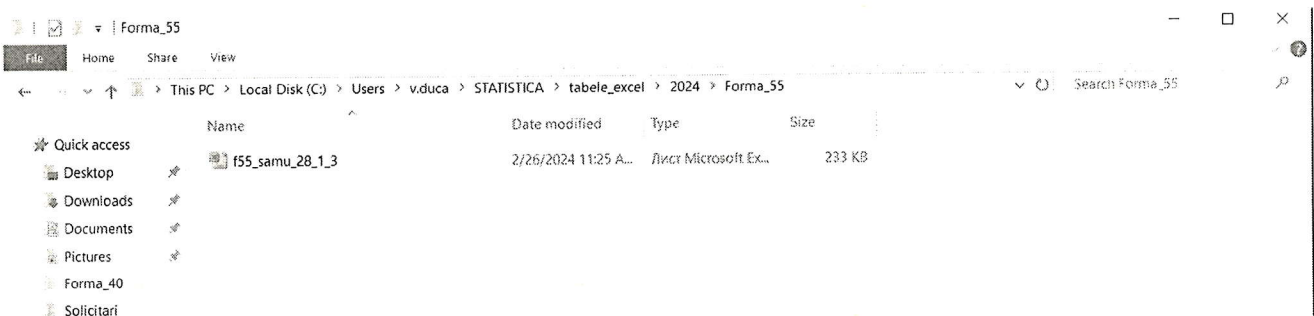 Forma_55
File Home Share View
This PC > Local Disk (C:) > Users > v.duca > STATISTICA > tabele_excel > 2024 > Forma_55
Search Forma_55
Name Date modified Type Size
Quick access
f55_samu_28_1_3 2/26/2024 11:25 A... Лист Microsoft Ex... 233 KB
Desktop
Downloads
Documents
Pictures
Forma_40
Solicitari